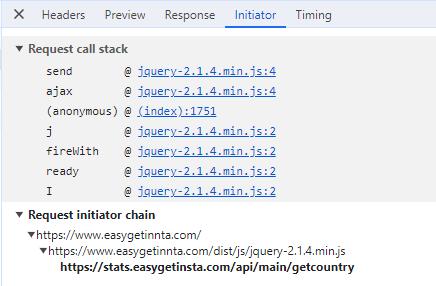 × Headers Preview Response Initiator Timing
▼ Request call stack
send @ jquery-2.1.4.min.js:4
ajax @ jquery-2.1.4.min.js:4
(anonymous) @ (index):1751
j @ jquery-2.1.4.min.js:2
fireWith @ jquery-2.1.4.min.js:2
ready @ jquery-2.1.4.min.js:2
I @ jquery-2.1.4.min.js:2
▼ Request initiator chain
▼https://www.easygetinnta.com/
▼https://www.easygetinnta.com/dist/js/jquery-2.1.4.min.js
https://stats.easygetinsta.com/api/main/getcountry